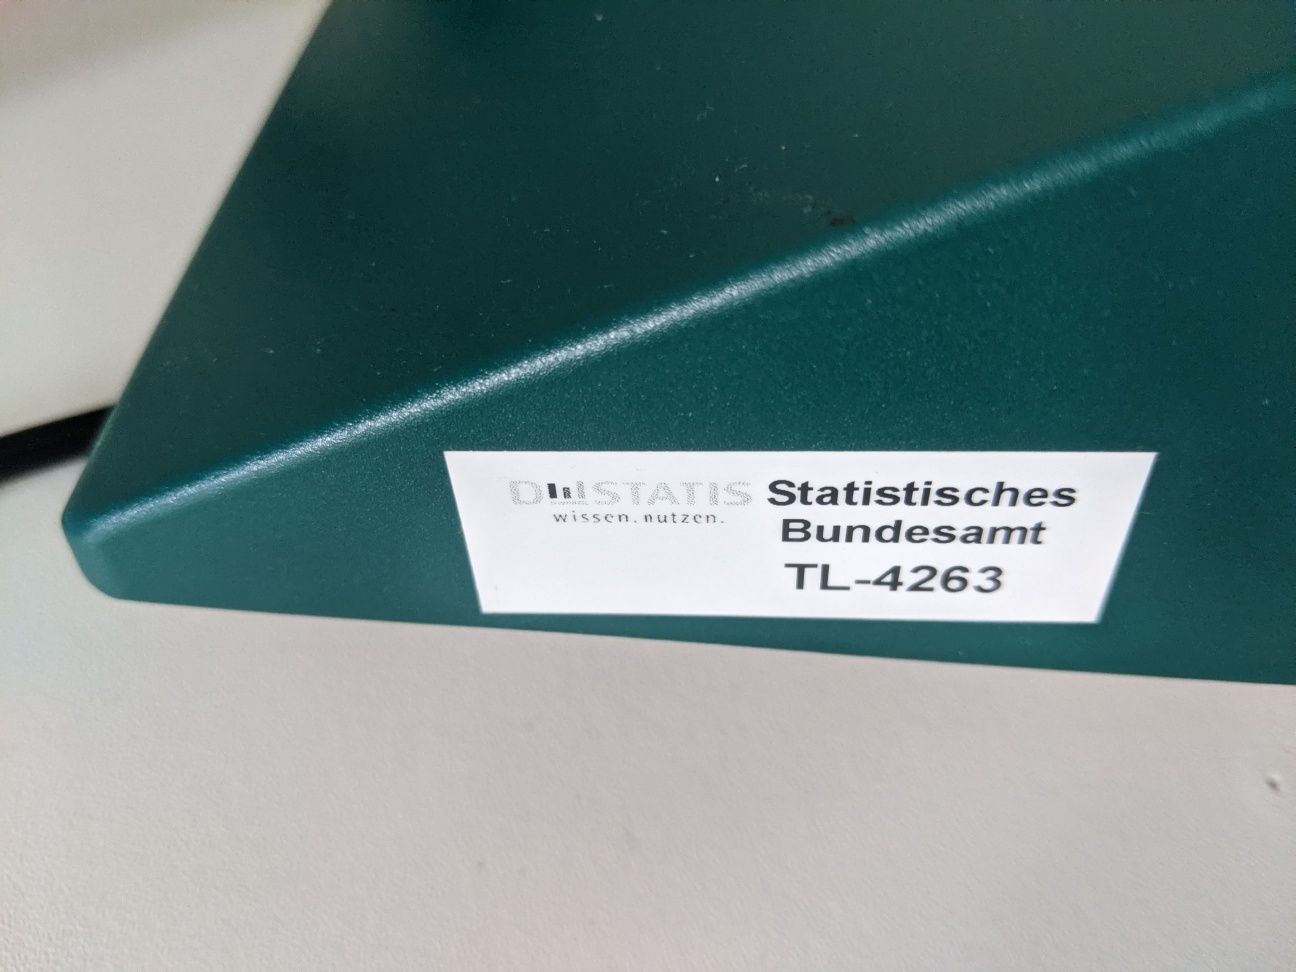 DESTATIS
wissen.nutzen.
Statistisches
Bundesamt
TL-4263